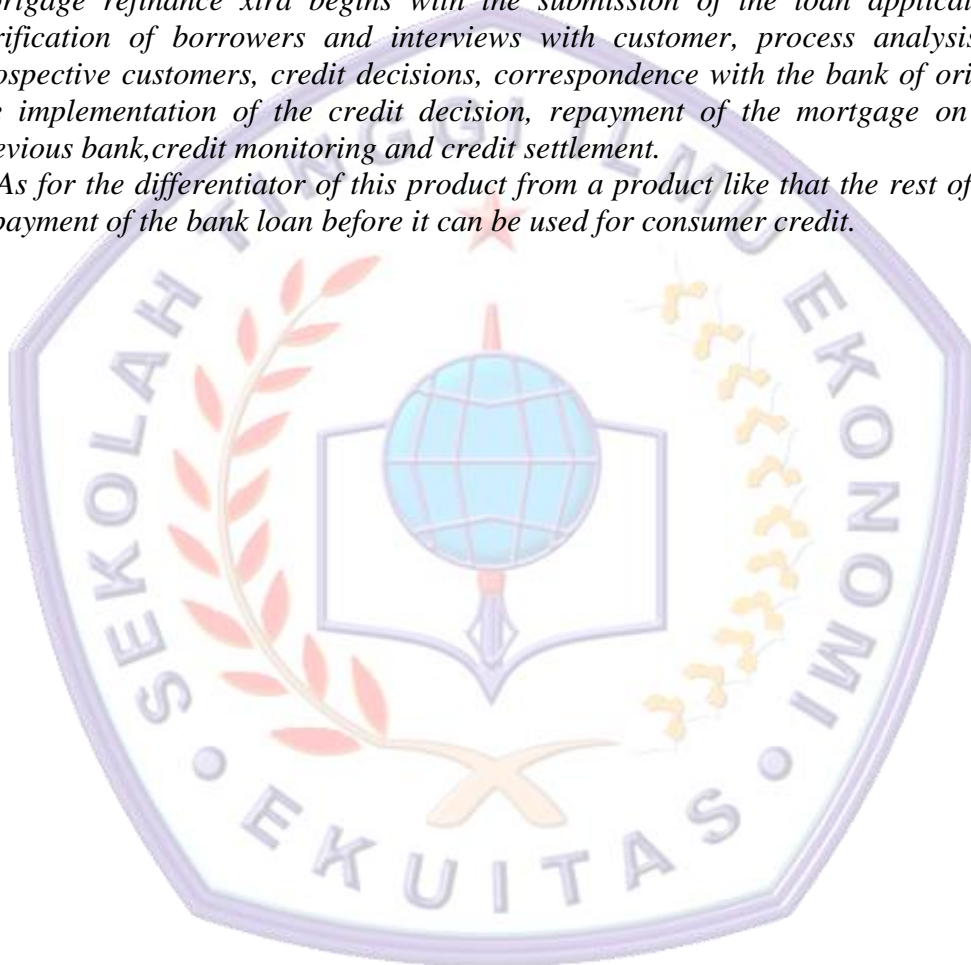 ortgage refinance xtra begins with the submission of the loan applicat
rification of borrowers and interviews with customer, process analysis
ospective customers, credit decisions, correspondence with the bank of ori
e implementation of the credit decision, repayment of the mortgage on
evious bank,credit monitoring and credit settlement.
As for the differentiator of this product from a product like that the rest of
payment of the bank loan before it can be used for consumer credit.
SEKOLAH TINGGI ILMU EKONOMI
EKUITAS